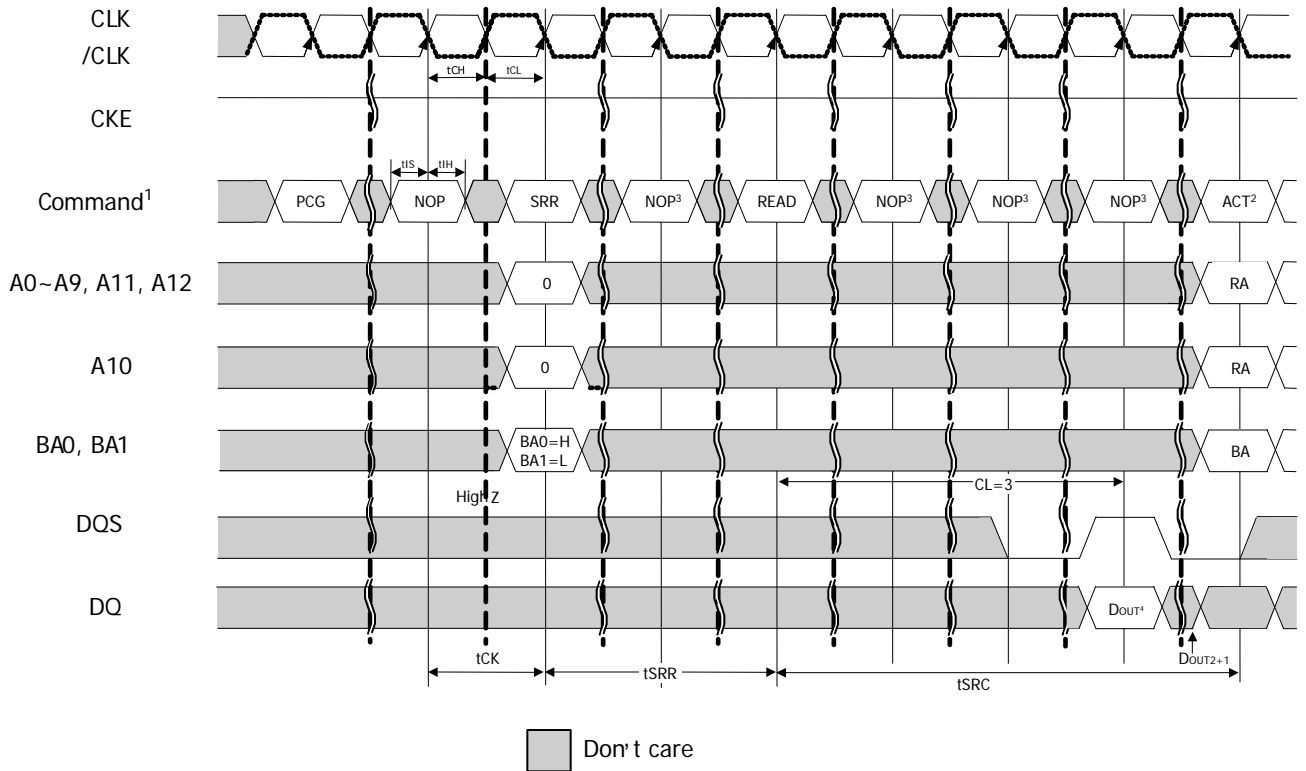 CLK
/CLK
tCH tCL
CKE
tIS tIH
Command¹ PCG NOP SRR NOP³ READ NOP³ NOP³ NOP³ ACT²
A0~A9, A11, A12 0 RA
A10 0 RA
BA0, BA1 BA0=H BA
BA1=L
CL=3
High Z
DQS
DQ DOUT⁴
DOUT2+1
tCK tSRR tSRC
Don't care